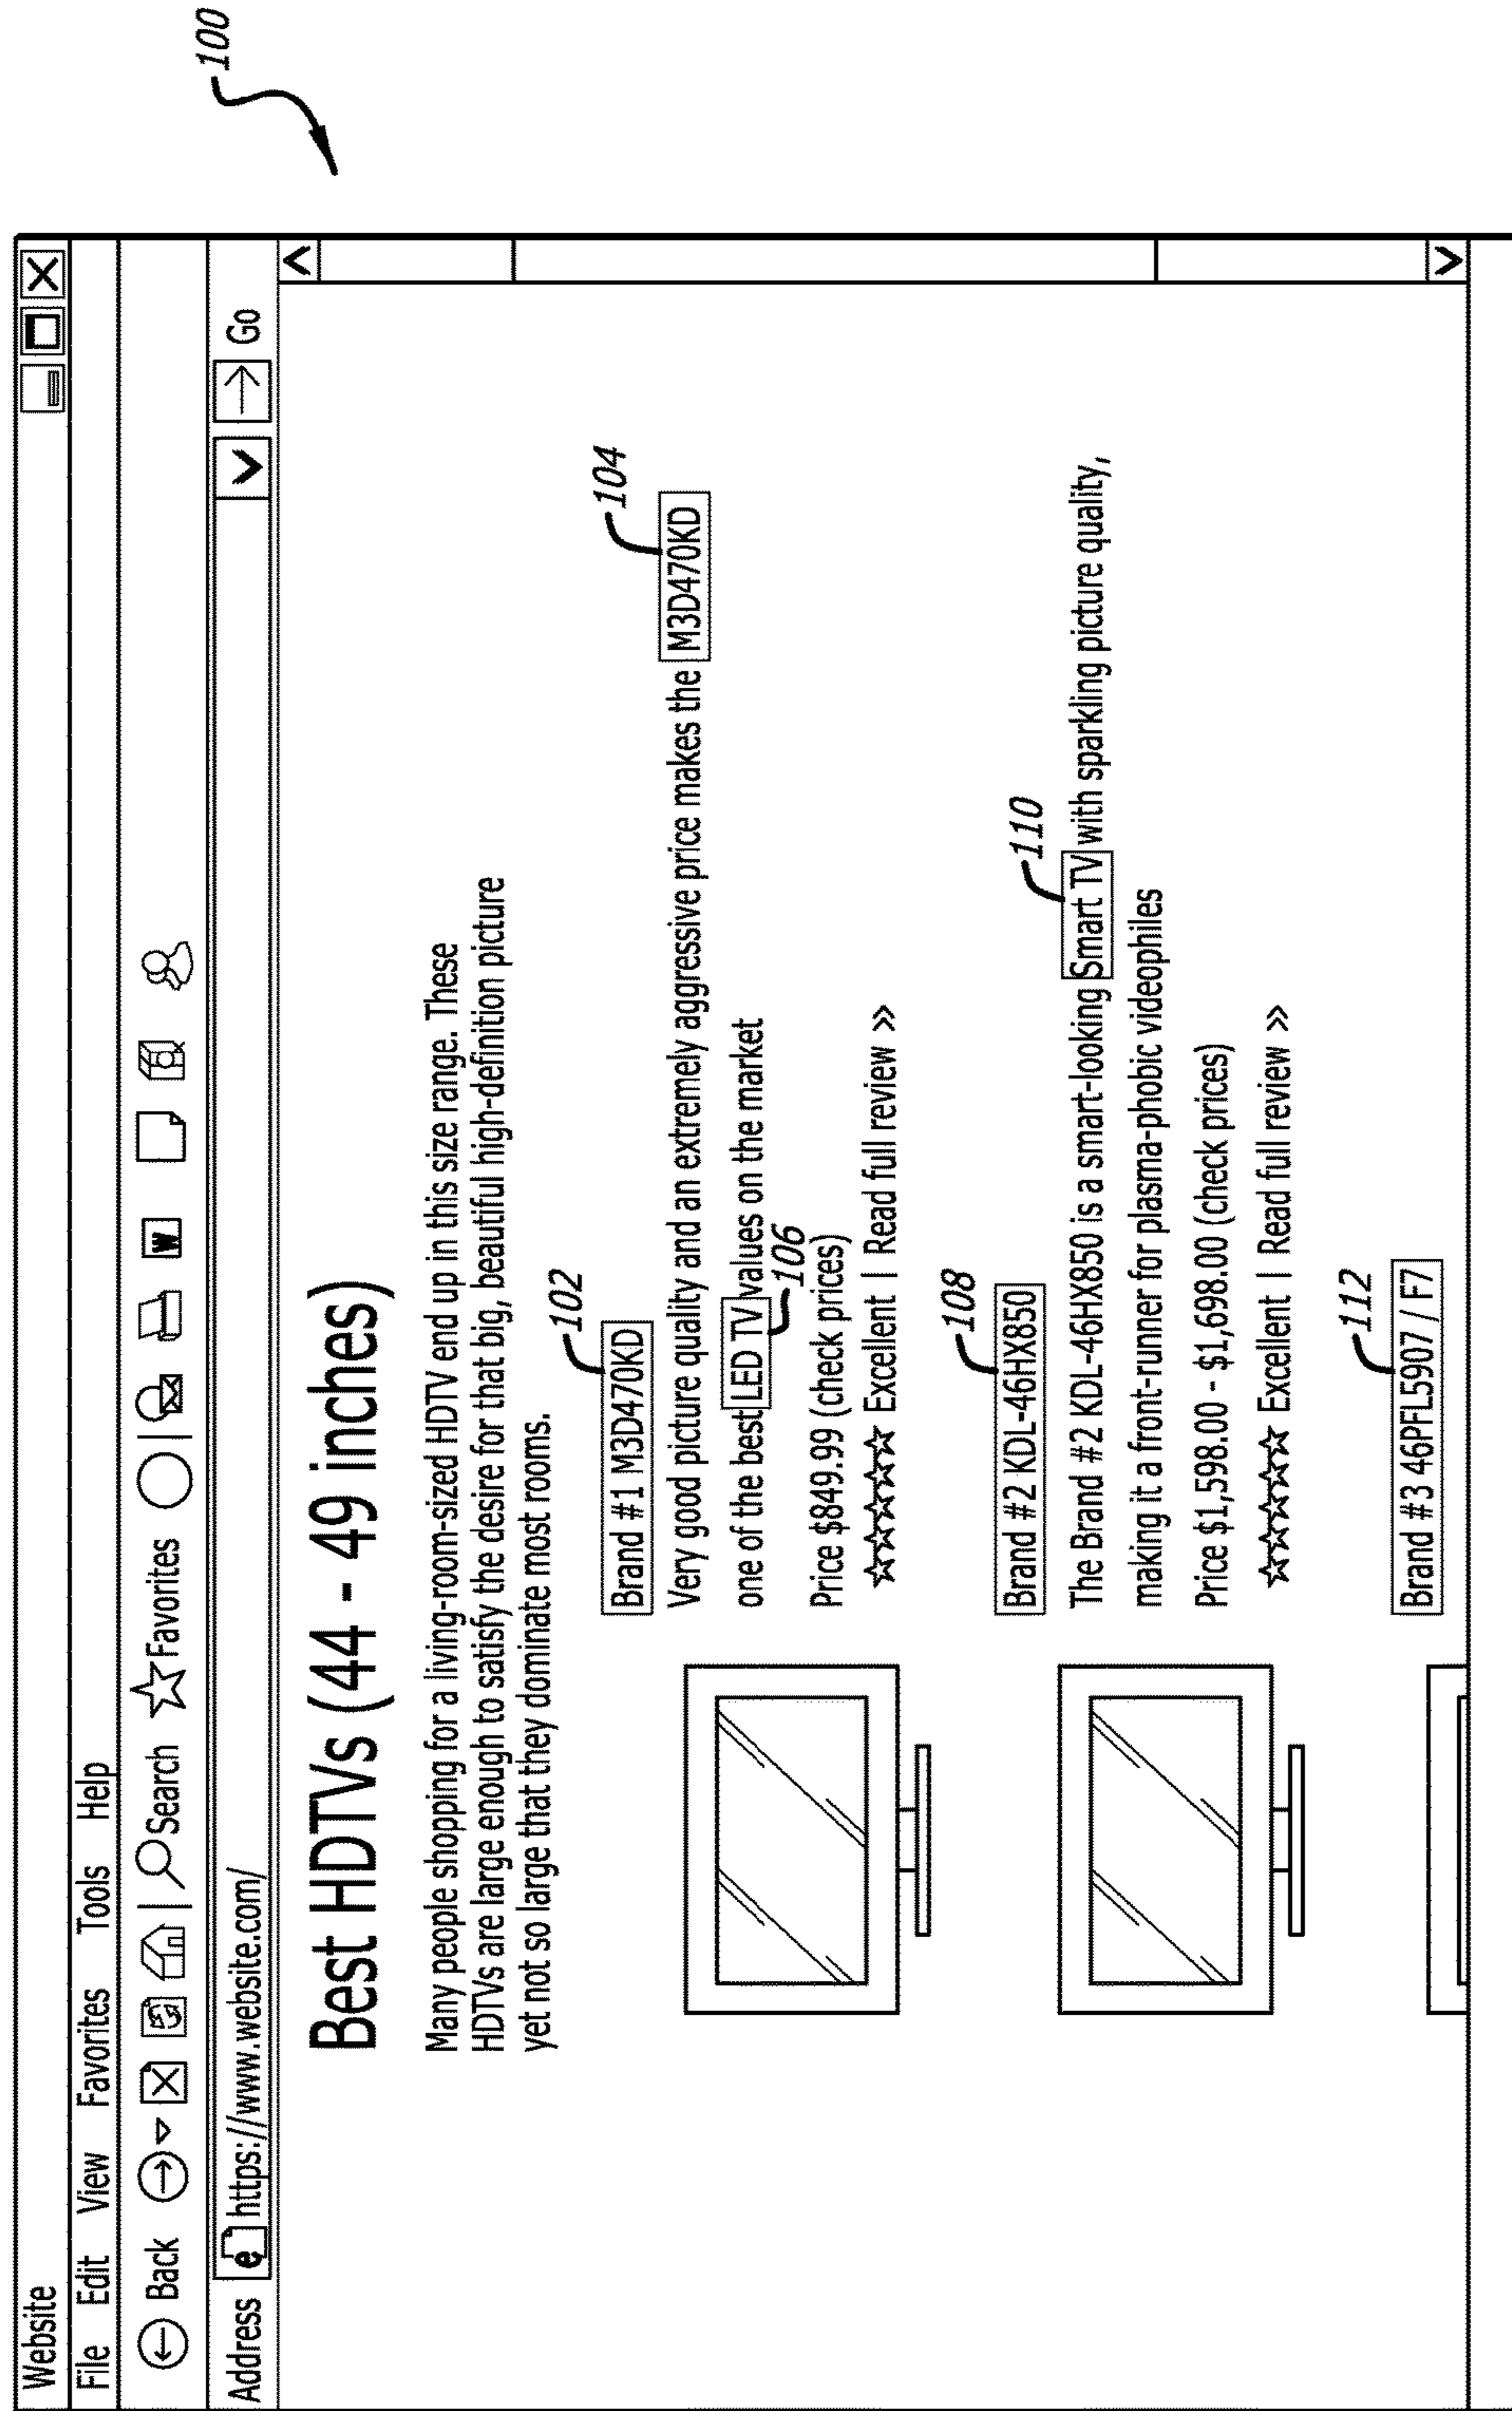 100
Website
File Edit View Favorites Tools Help
Back Search Favorites W
Address e https://www.website.com/ Go
Best HDTVs (44 - 49 inches)
Many people shopping for a living-room-sized HDTV end up in this size range. These
HDTVs are large enough to satisfy the desire for that big, beautiful high-definition picture
yet not so large that they dominate most rooms.
102
Brand #1 M3D470KD
104
Very good picture quality and an extremely aggressive price makes the M3D470KD
one of the best LED TV values on the market
106
Price $849.99 (check prices)
☆☆☆☆☆ Excellent | Read full review >>
108
Brand #2 KDL-46HX850
110
The Brand #2 KDL-46HX850 is a smart-looking Smart TV with sparkling picture quality,
making it a front-runner for plasma-phobic videophiles
Price $1,598.00 - $1,698.00 (check prices)
☆☆☆☆☆ Excellent | Read full review >>
112
Brand #3 46PFL5907 / F7